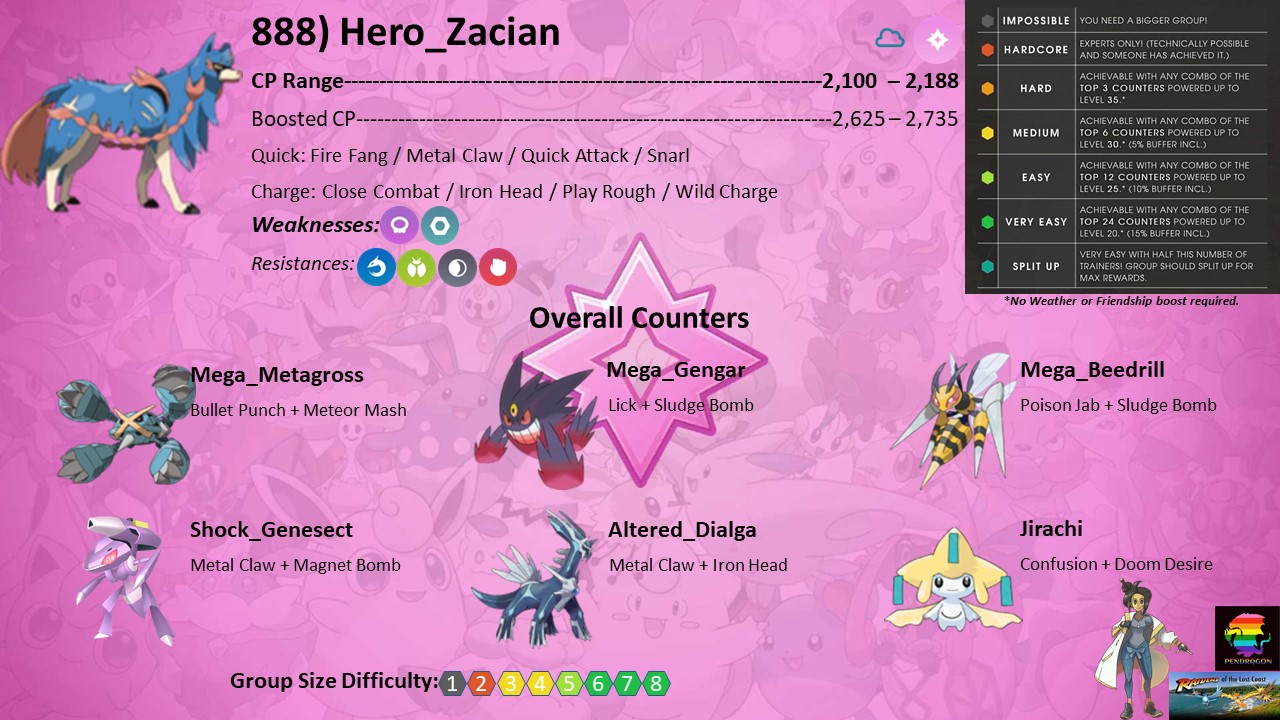 888) Hero_Zacian
CP Range--------------------------------------------------------------------2,100 – 2,188
Boosted CP--------------------------------------------------------------------2,625 – 2,735
Quick: Fire Fang / Metal Claw / Quick Attack / Snarl
Charge: Close Combat / Iron Head / Play Rough / Wild Charge
Weaknesses:
Resistances:
IMPOSSIBLE YOU NEED A BIGGER GROUP!
HARDCORE EXPERTS ONLY! (TECHNICALLY POSSIBLE
AND SOMEONE HAS ACHIEVED IT.)
HARD ACHIEVABLE WITH ANY COMBO OF THE
TOP 3 COUNTERS POWERED UP TO
LEVEL 35.*
MEDIUM ACHIEVABLE WITH ANY COMBO OF THE
TOP 6 COUNTERS POWERED UP TO
LEVEL 30.* (5% BUFFER INCL.)
EASY ACHIEVABLE WITH ANY COMBO OF THE
TOP 12 COUNTERS POWERED UP TO
LEVEL 25.* (10% BUFFER INCL.)
VERY EASY ACHIEVABLE WITH ANY COMBO OF THE
TOP 24 COUNTERS POWERED UP TO
LEVEL 20.* (15% BUFFER INCL.)
SPLIT UP VERY EASY WITH HALF THIS NUMBER OF
TRAINERS! GROUP SHOULD SPLIT UP FOR
MAX REWARDS.
*No Weather or Friendship boost required.
Overall Counters
Mega_Metagross
Bullet Punch + Meteor Mash
Mega_Gengar
Lick + Sludge Bomb
Mega_Beedrill
Poison Jab + Sludge Bomb
Shock_Genesect
Metal Claw + Magnet Bomb
Altered_Dialga
Metal Claw + Iron Head
Jirachi
Confusion + Doom Desire
Group Size Difficulty: 1 2 3 4 5 6 7 8
PENDRAGON
RAIDERS of the Lost Coast